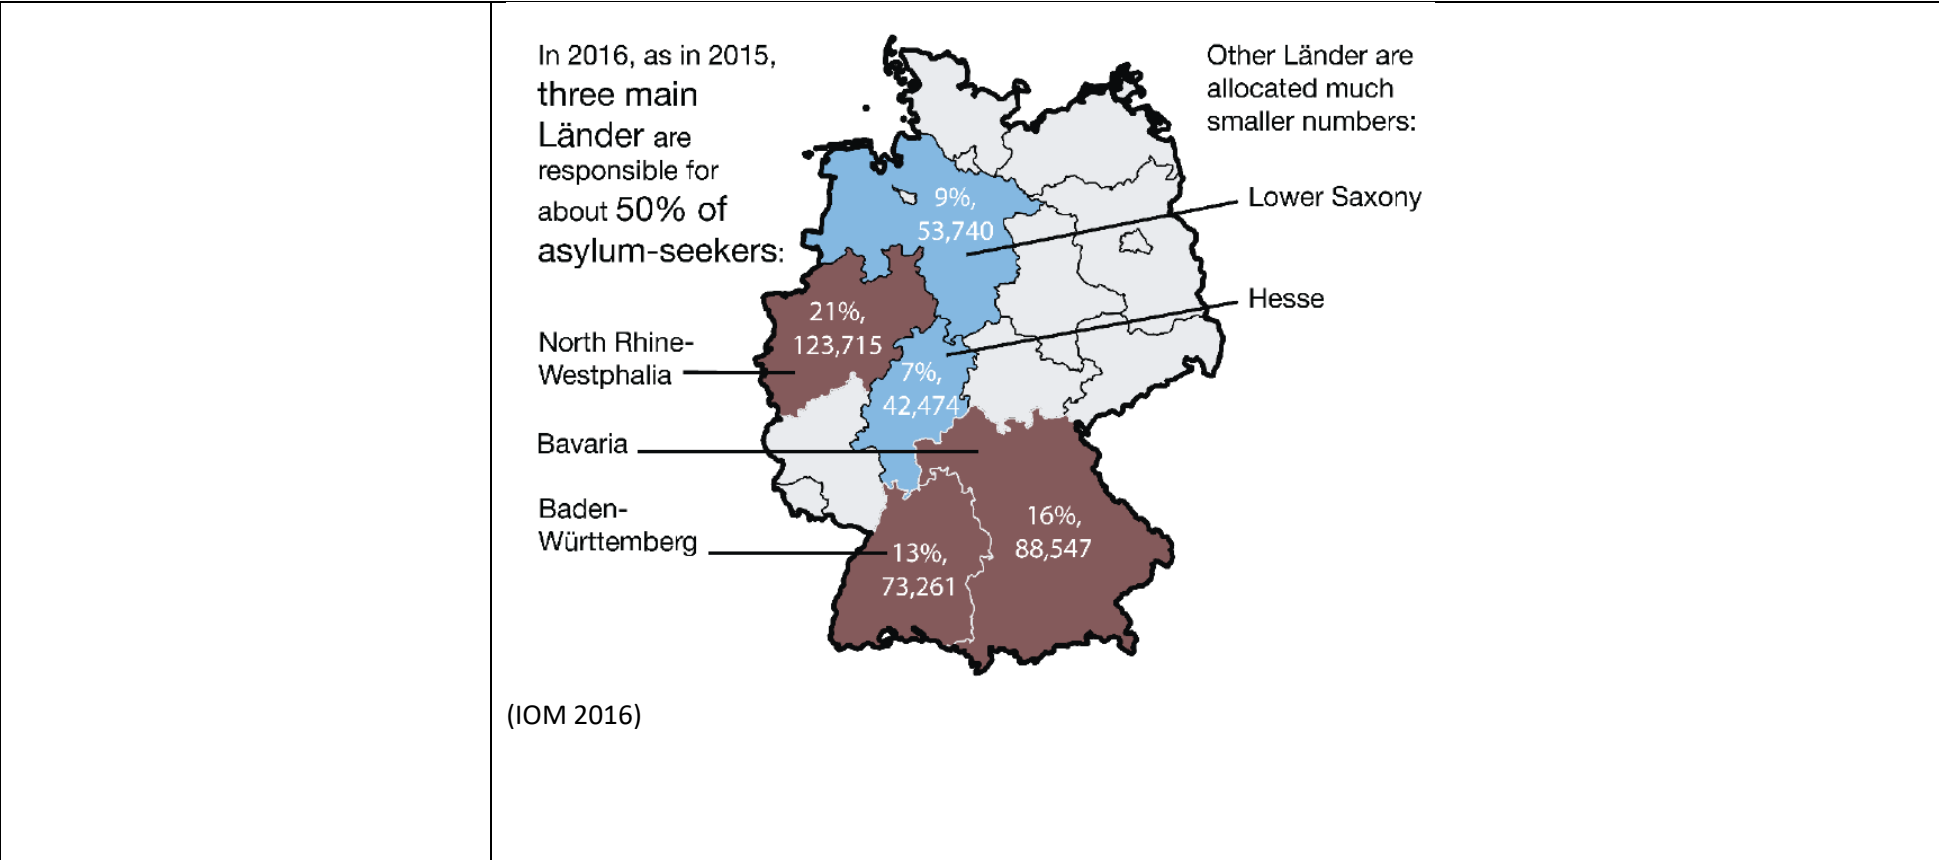 In 2016, as in 2015,
three main
Länder are
responsible for
about 50% of
asylum-seekers:
North Rhine-
Westphalia
Bavaria
Baden-
Württemberg
9%,
53,740
21%,
123,715
7%,
42,474
16%,
88,547
13%,
73,261
Other Länder are
allocated much
smaller numbers:
Lower Saxony
Hesse
(IOM 2016)